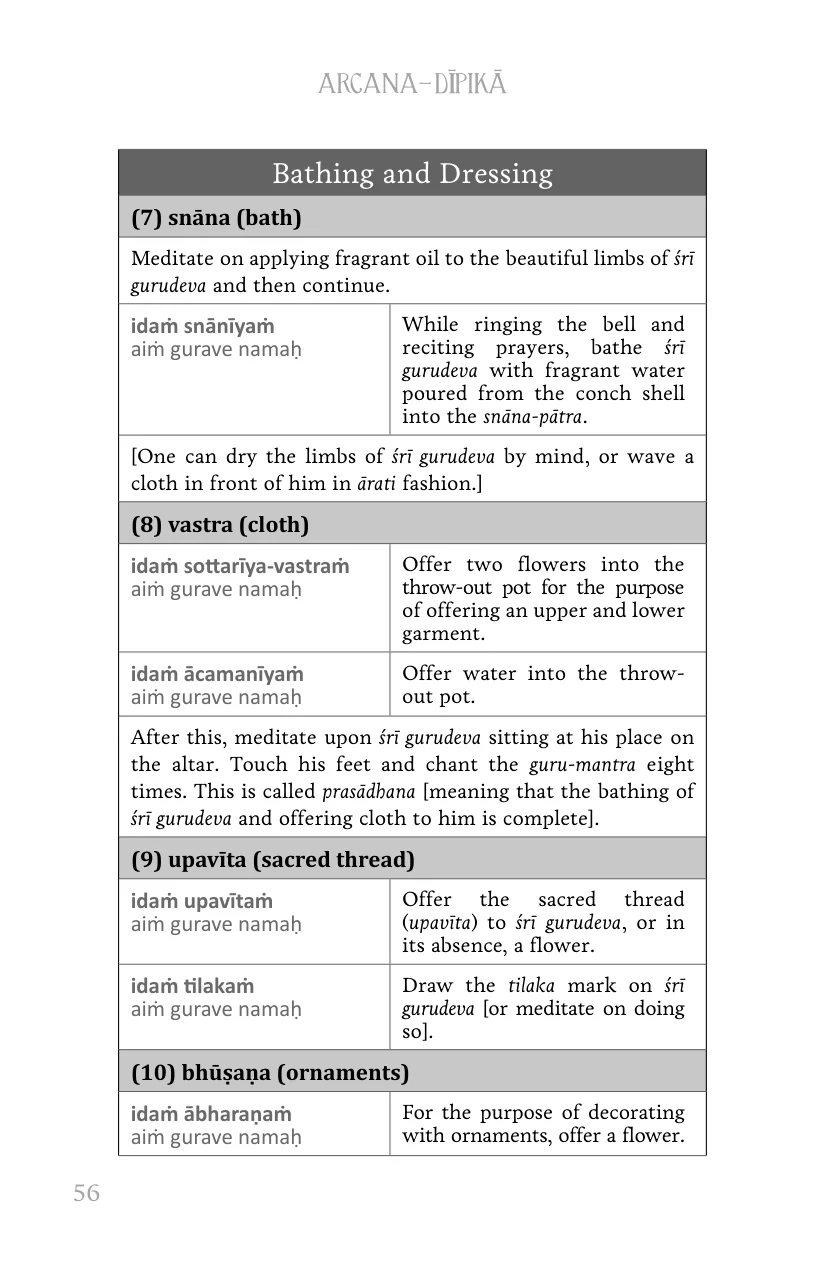 ARCANA-DĪPIKĀ
Bathing and Dressing
(7) snāna (bath)
Meditate on applying fragrant oil to the beautiful limbs of śrī
gurudeva and then continue.
idaṁ snānīyaṁ
aiṁ gurave namaḥ
While ringing the bell and
reciting prayers, bathe śrī
gurudeva with fragrant water
poured from the conch shell
into the snāna-pātra.
[One can dry the limbs of śrī gurudeva by mind, or wave a
cloth in front of him in ārati fashion.]
(8) vastra (cloth)
idaṁ sottarīya-vastraṁ
aiṁ gurave namaḥ
Offer two flowers into the
throw-out pot for the purpose
of offering an upper and lower
garment.
idaṁ ācamanīyaṁ
aiṁ gurave namaḥ
Offer water into the throw-
out pot.
After this, meditate upon śrī gurudeva sitting at his place on
the altar. Touch his feet and chant the guru-mantra eight
times. This is called prasādhana [meaning that the bathing of
śrī gurudeva and offering cloth to him is complete].
(9) upavīta (sacred thread)
idaṁ upavītaṁ
aiṁ gurave namaḥ
Offer the sacred thread
(upavīta) to śrī gurudeva, or in
its absence, a flower.
idaṁ tilakaṁ
aiṁ gurave namaḥ
Draw the tilaka mark on śrī
gurudeva [or meditate on doing
so].
(10) bhūṣaṇa (ornaments)
idaṁ ābharaṇaṁ
aiṁ gurave namaḥ
For the purpose of decorating
with ornaments, offer a flower.
56